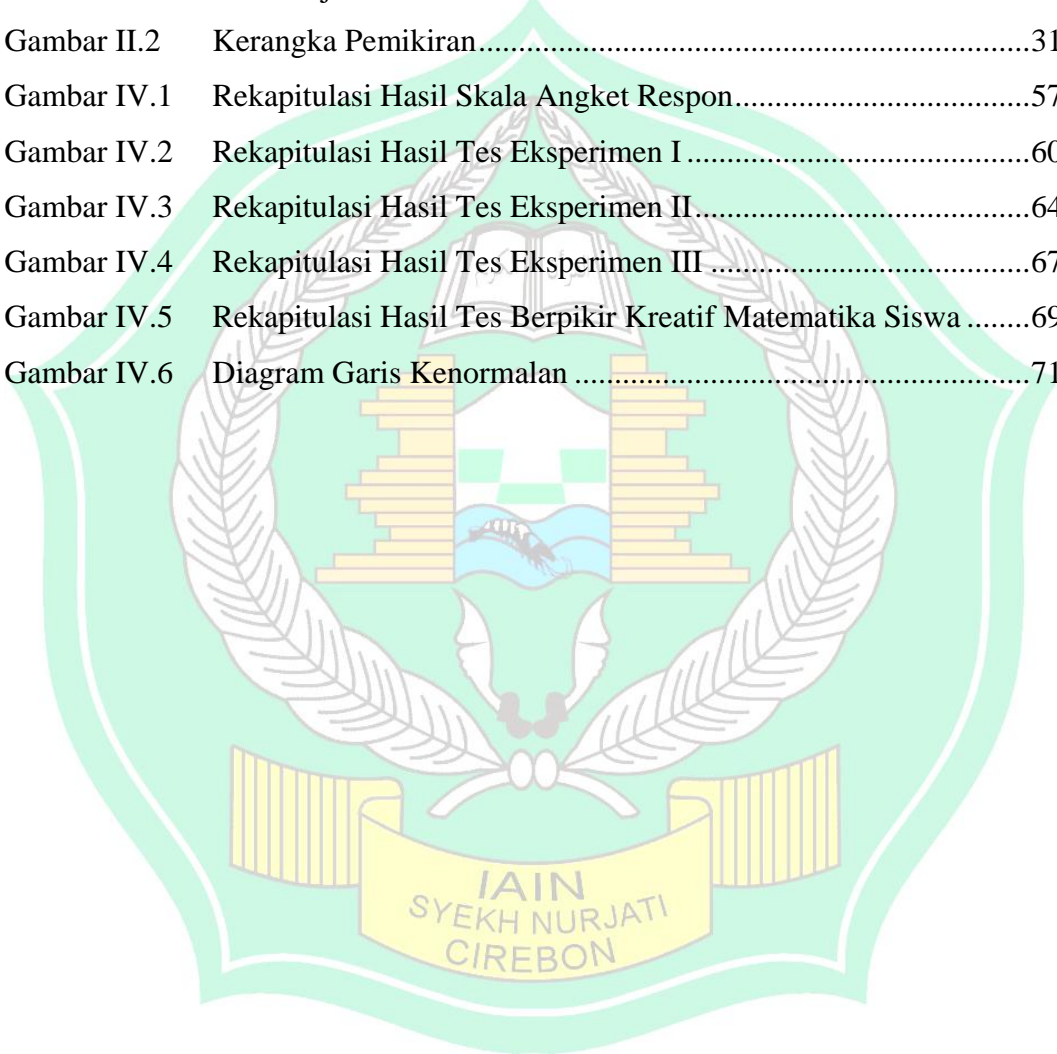 Gambar II.2 Kerangka Pemikiran....................................................................31
Gambar IV.1 Rekapitulasi Hasil Skala Angket Respon....................................57
Gambar IV.2 Rekapitulasi Hasil Tes Eksperimen I..........................................60
Gambar IV.3 Rekapitulasi Hasil Tes Eksperimen II.........................................64
Gambar IV.4 Rekapitulasi Hasil Tes Eksperimen III.......................................67
Gambar IV.5 Rekapitulasi Hasil Tes Berpikir Kreatif Matematika Siswa........69
Gambar IV.6 Diagram Garis Kenormalan........................................................71
IAIN
SYEKH NURJATI
CIREBON